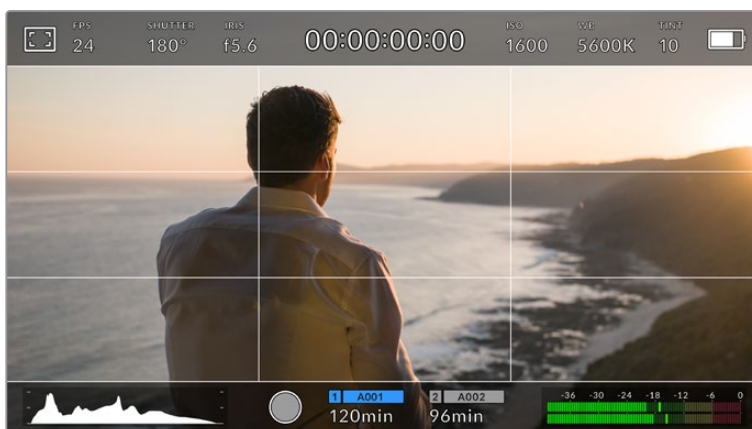 FPS SHUTTER IRIS ISO WB TINT
24 180° f5.6 00:00:00:00 1600 5600K 10
1 A001 2 A002 -36 -30 -24 -18 -12 -6 0
120min 96min